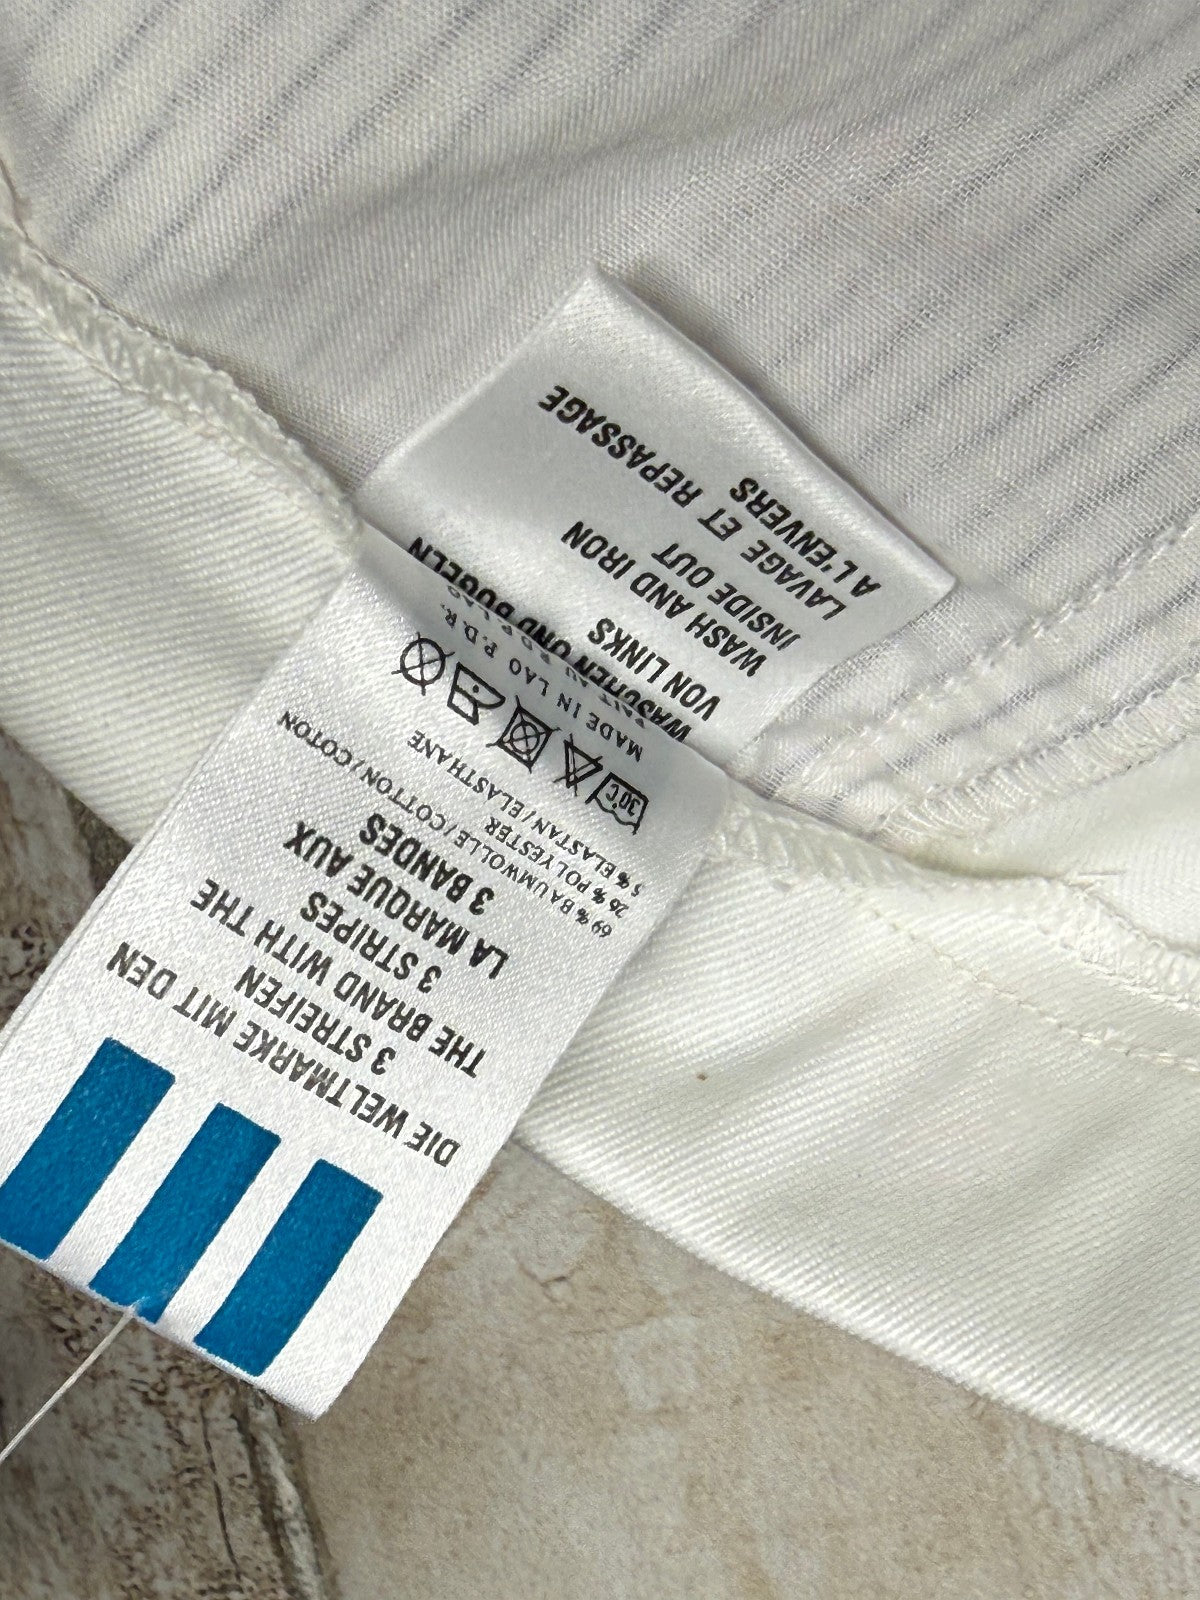 DIE WELTMARKE MIT DEN
3 STREIFEN
THE BRAND WITH THE
3 STRIPES
LA MARQUE AUX
3 BANDES
69% BAUMWOLLE/COTTON/COTON
26% POLYESTER
5% ELASTAN/ELASTHANE
30°C
MADE IN LAO P.D.R.
WASCHEN UND BÜGELN
VON LINKS
WASH AND IRON
INSIDE OUT
LAVAGE ET REPASSAGE
A L'ENVERS